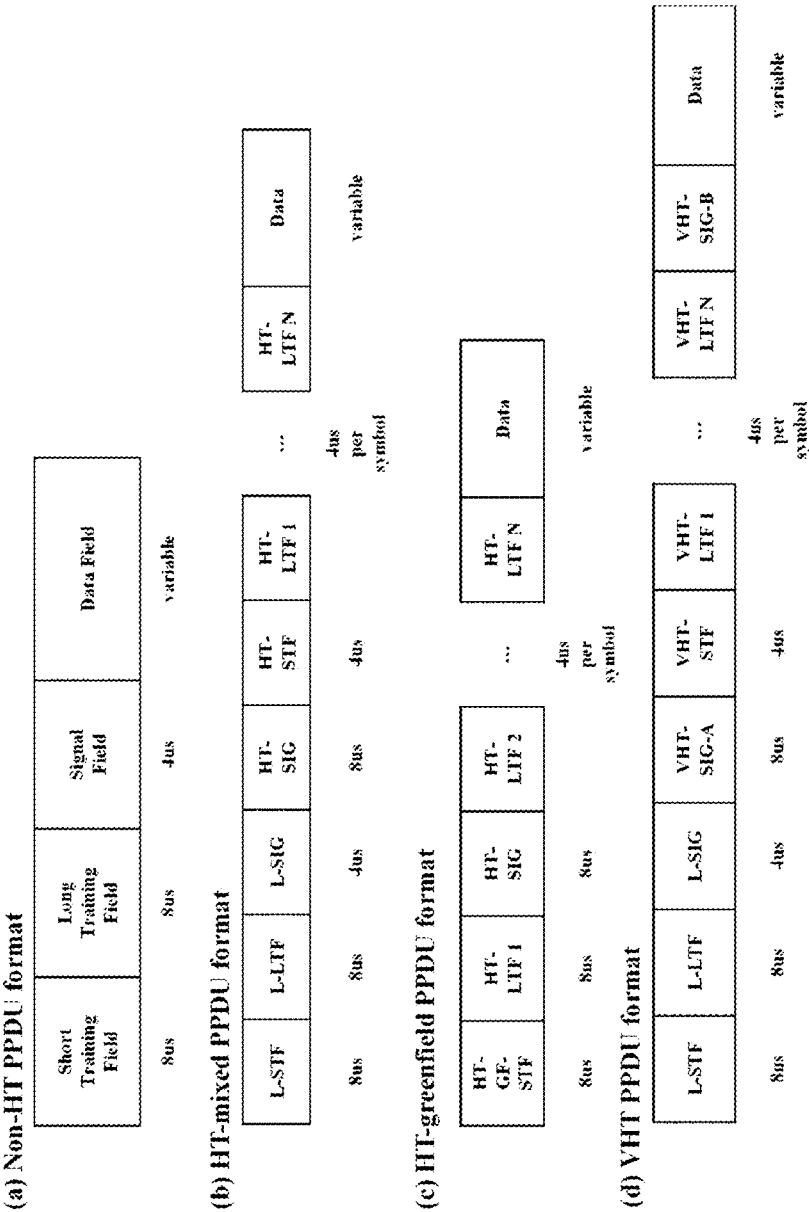 (a) Non-HT PPDU format
Short
Training
Field
Long
Training
Field
Signal
Field
Data Field
8us
8us
4us
variable
(b) HT-mixed PPDU format
L-STF
L-LTF
L-SIG
HT-
SIG
HT-
STF
HT-
LTF 1
...
HT-
LTF N
Data
8us
8us
4us
8us
4us
4us
per
symbol
variable
(c) HT-greenfield PPDU format
HT-
GF-
STF
HT-
LTF 1
HT-
SIG
HT-
LTF 2
...
HT-
LTF N
Data
8us
8us
8us
4us
per
symbol
variable
(d) VHT PPDU format
L-STF
L-LTF
L-SIG
VHT-
SIG-A
VHT-
STF
VHT-
LTF 1
...
VHT-
LTF N
VHT-
SIG-B
Data
8us
8us
4us
8us
4us
4us
per
symbol
variable